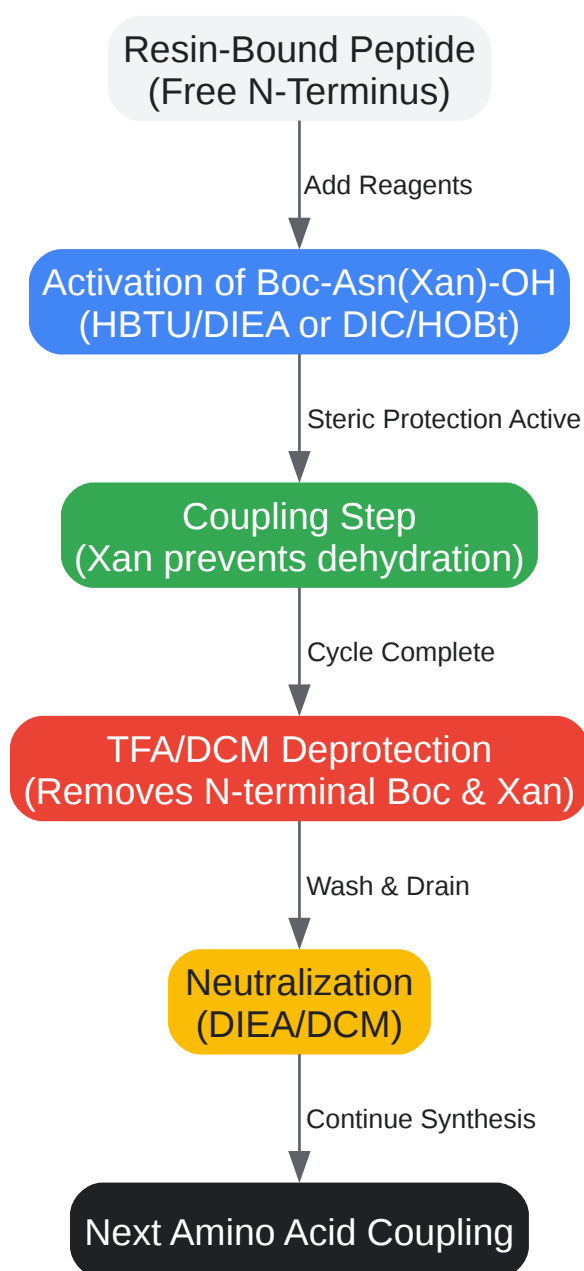 Resin-Bound Peptide
(Free N-Terminus)
Add Reagents
Activation of Boc-Asn(Xan)-OH
(HBTU/DIEA or DIC/HOBt)
Steric Protection Active
Coupling Step
(Xan prevents dehydration)
Cycle Complete
TFA/DCM Deprotection
(Removes N-terminal Boc & Xan)
Wash & Drain
Neutralization
(DIEA/DCM)
Continue Synthesis
Next Amino Acid Coupling